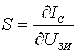 S = ∂I_C / ∂U_ЗИ